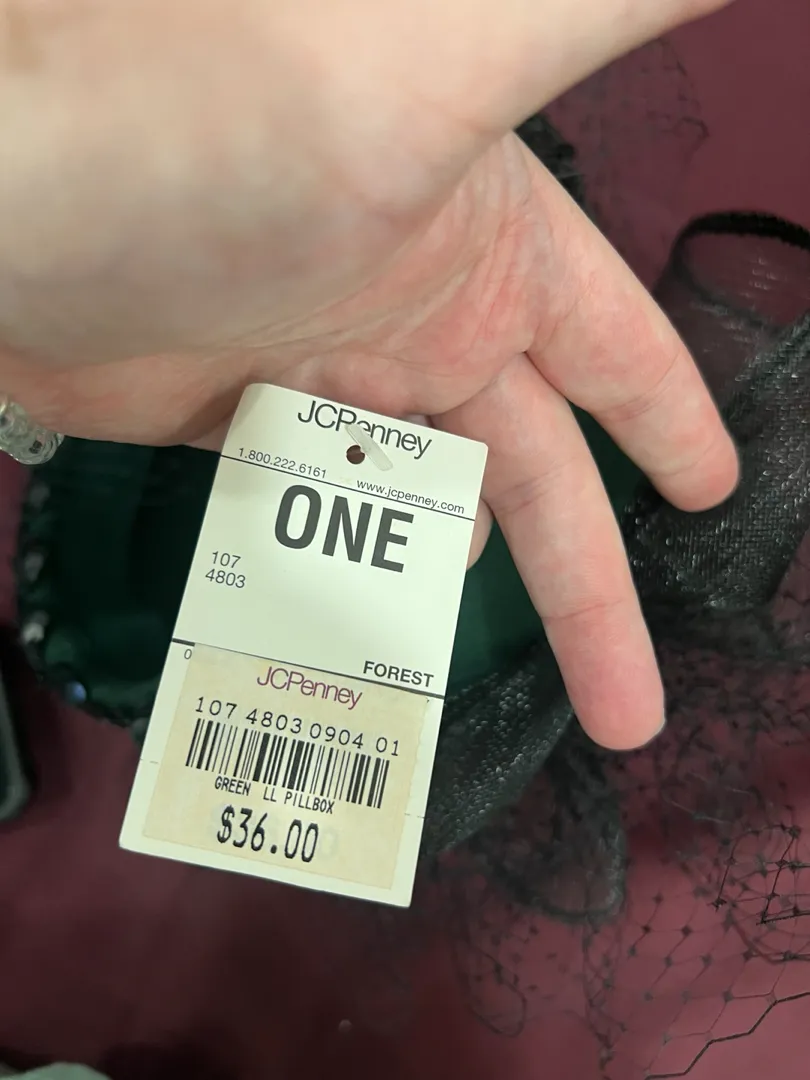 JCPenney
1.800.222.6161 www.jcpenney.com
ONE
107
4803
0
FOREST
JCPenney
107 4803 0904 01
GREEN LL PILLBOX
$36.00